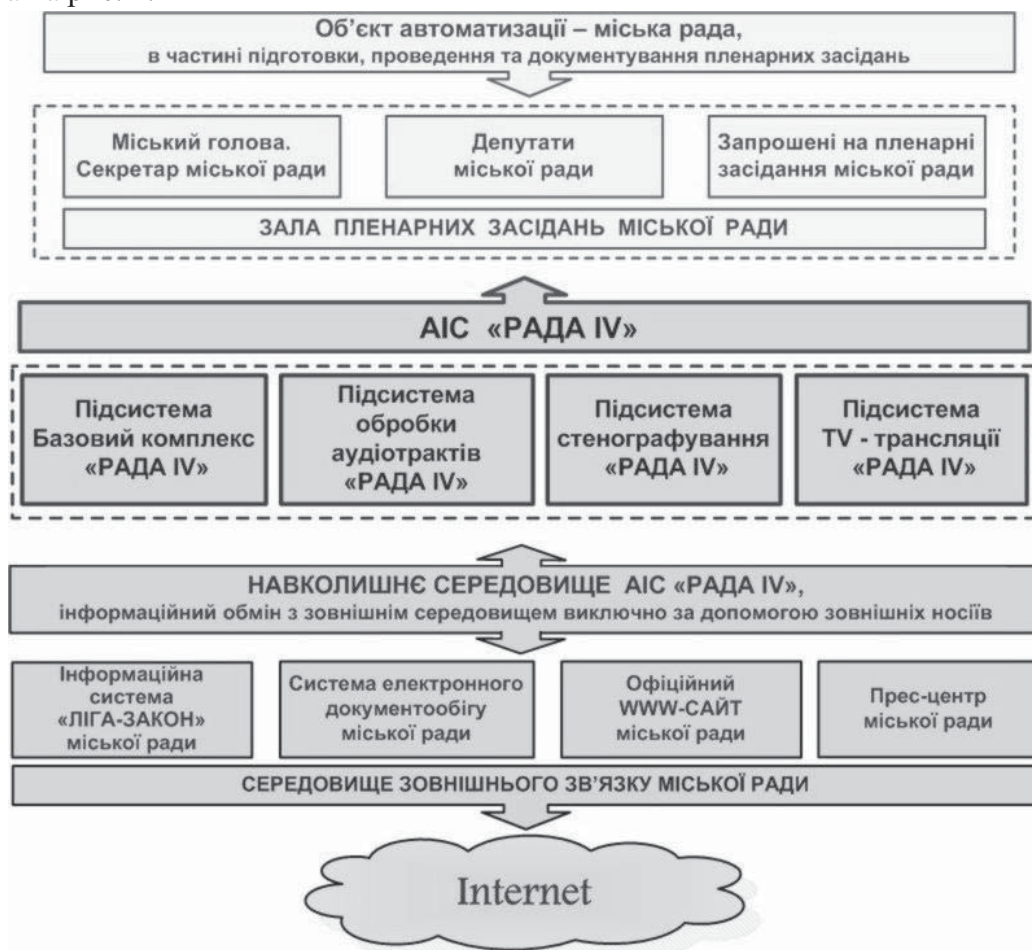 Об’єкт автоматизації – міська рада,
в частині підготовки, проведення та документування пленарних засідань
Міський голова.
Секретар міської ради
Депутати
міської ради
Запрошені на пленарні
засідання міської ради
ЗАЛА ПЛЕНАРНИХ ЗАСІДАНЬ МІСЬКОЇ РАДИ
АІС «РАДА IV»
Підсистема
Базовий комплекс
«РАДА IV»
Підсистема
обробки
аудіотрактів
«РАДА IV»
Підсистема
стенографування
«РАДА IV»
Підсистема
TV - трансляції
«РАДА IV»
НАВКОЛИШНЄ СЕРЕДОВИЩЕ АІС «РАДА IV»,
інформаційний обмін з зовнішнім середовищем виключно за допомогою зовнішніх носіїв
Інформаційна
система
«ЛІГА-ЗАКОН»
міської ради
Система електронного
документообігу
міської ради
Офіційний
WWW-САЙТ
міської ради
Прес-центр
міської ради
СЕРЕДОВИЩЕ ЗОВНІШНЬОГО ЗВ’ЯЗКУ МІСЬКОЇ РАДИ
Internet